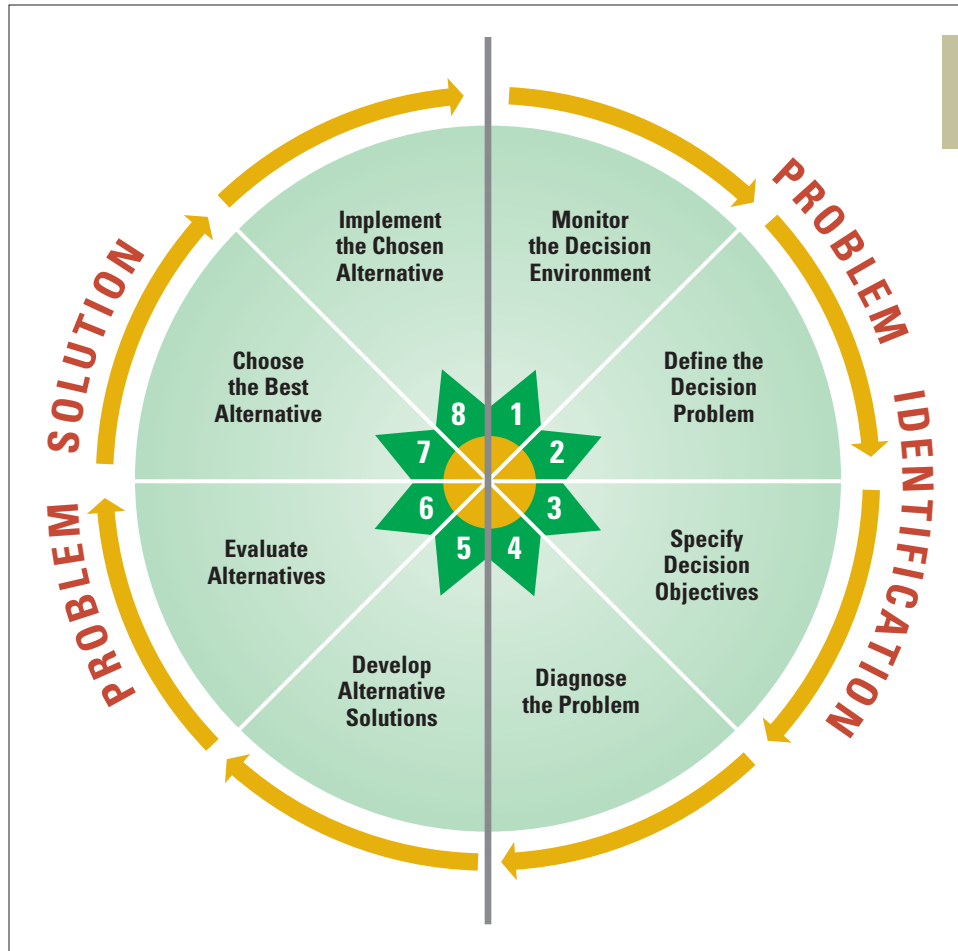 Monitor
the Decision
Environment
Define the
Decision
Problem
Specify
Decision
Objectives
Diagnose
the Problem
Develop
Alternative
Solutions
Evaluate
Alternatives
Choose
the Best
Alternative
Implement
the Chosen
Alternative
1
2
3
4
5
6
7
8
PROBLEM IDENTIFICATION
PROBLEM SOLUTION